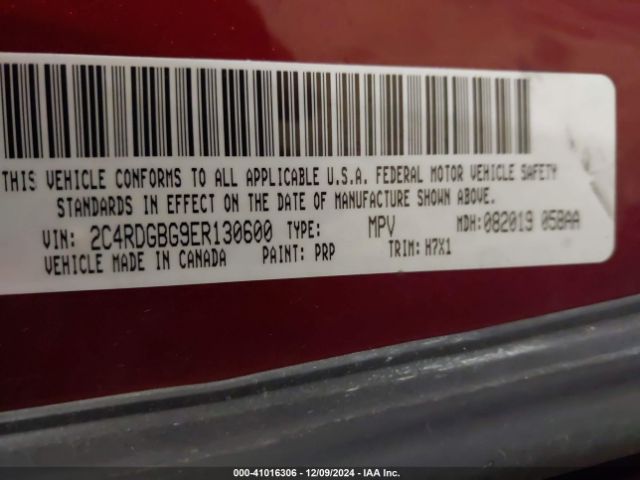 THIS VEHICLE CONFORMS TO ALL APPLICABLE U.S.A. FEDERAL MOTOR VEHICLE SAFETY
STANDARDS IN EFFECT ON THE DATE OF MANUFACTURE SHOWN ABOVE.
VIN: 2C4RDGBG9ER130600 TYPE: MPV MDH:082019 05BAA
VEHICLE MADE IN CANADA PAINT: PRP TRIM: H7X1
000-41016306 - 12/09/2024 - IAA Inc.